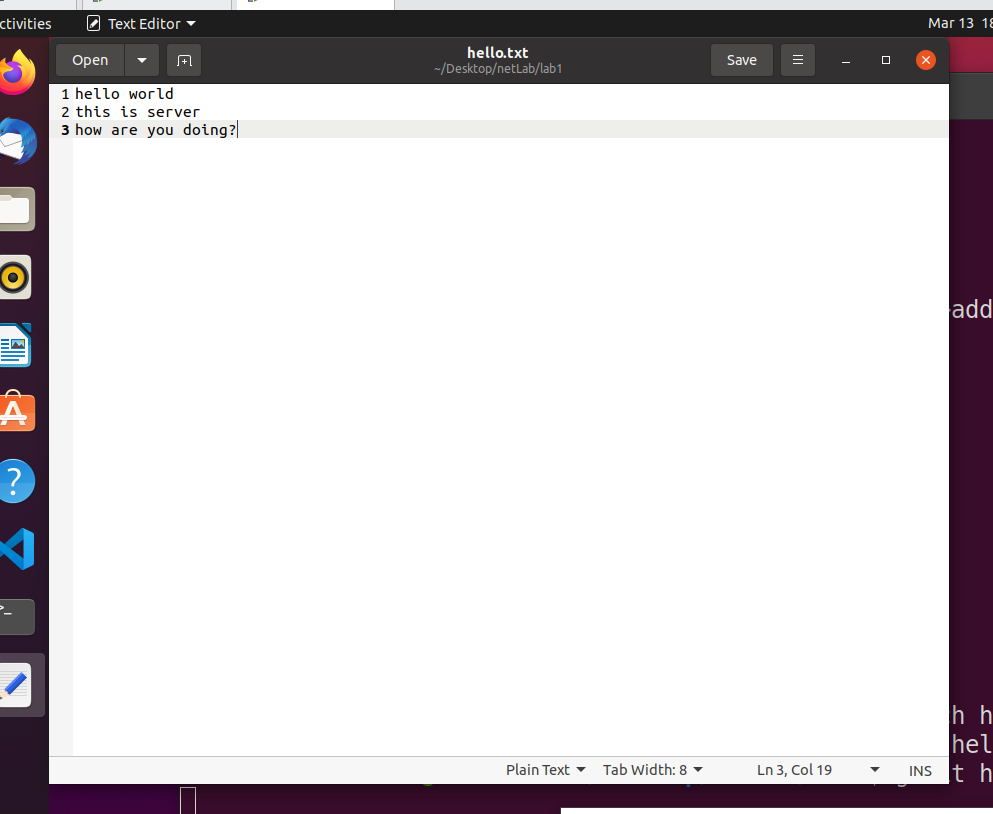 ctivities
Text Editor
Mar 13 18
Open
hello.txt
~/Desktop/netLab/lab1
Save
1 hello world
2 this is server
3 how are you doing?
add
h h
hel
t h
Plain Text
Tab Width: 8
Ln 3, Col 19
INS